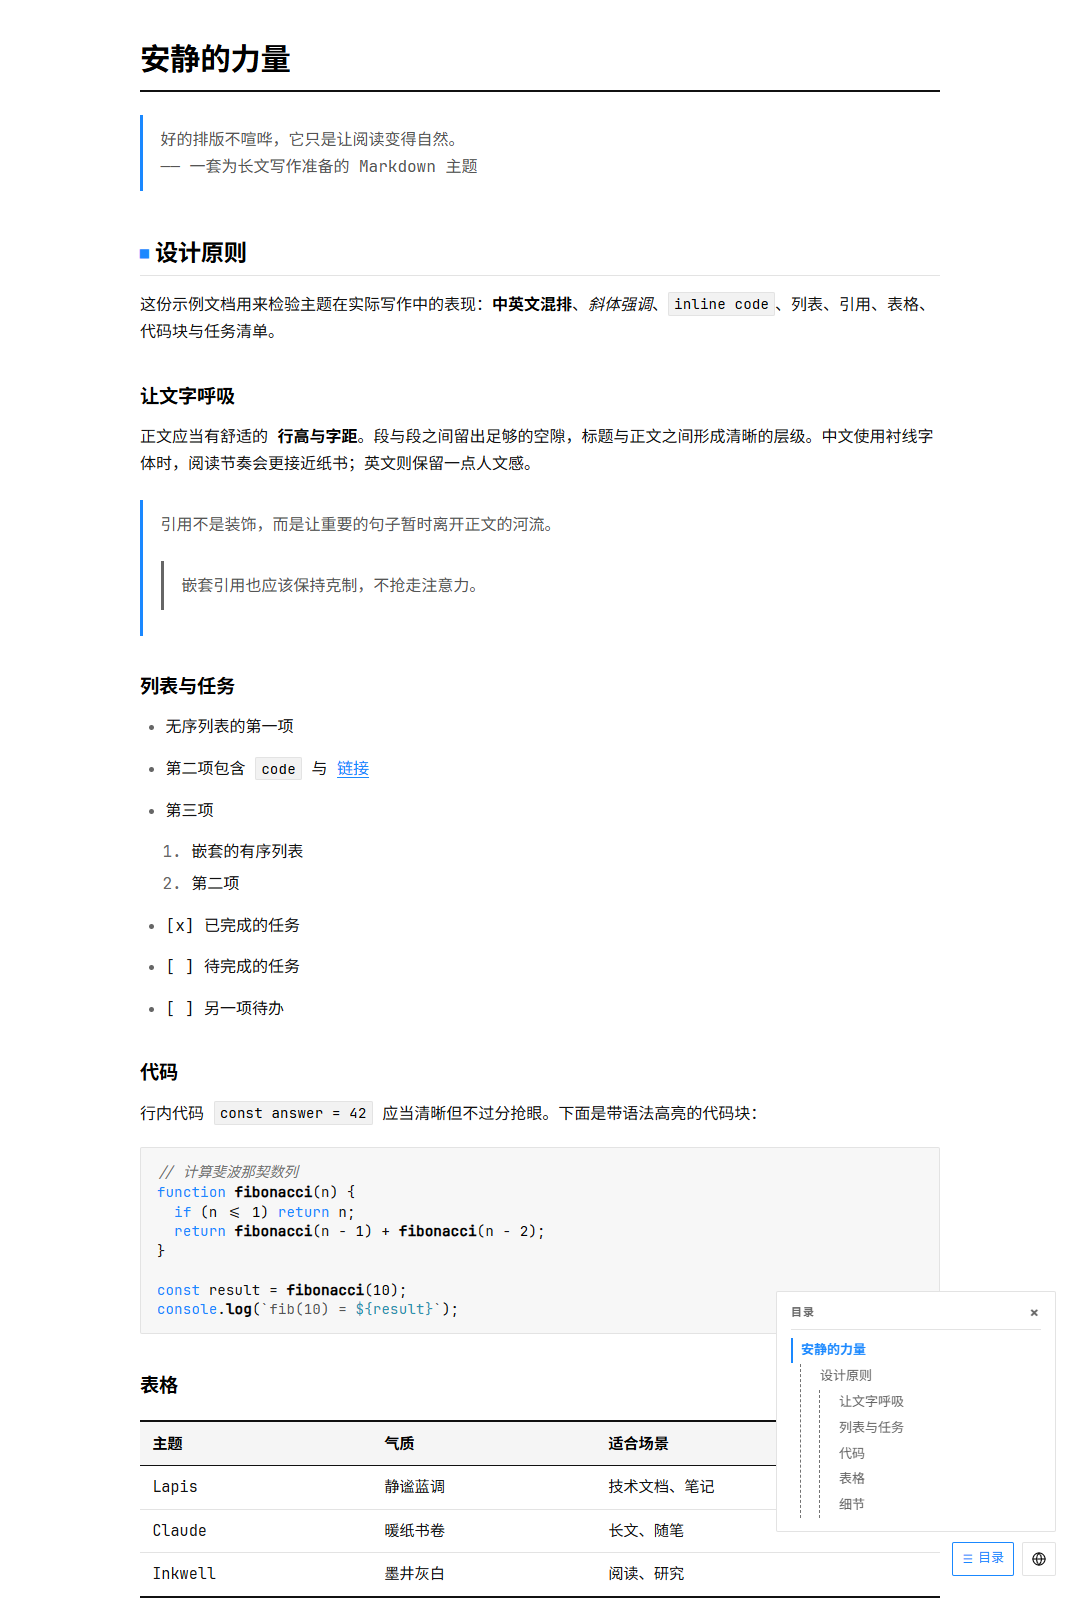 安静的力量
好的排版不喧哗，它只是让阅读变得自然。
—— 一套为长文写作准备的 Markdown 主题
设计原则
这份示例文档用来检验主题在实际写作中的表现：中英文混排、斜体强调、inline code、列表、引用、表格、
代码块与任务清单。
让文字呼吸
正文应当有舒适的 行高与字距。段与段之间留出足够的空隙，标题与正文之间形成清晰的层级。中文使用衬线字
体时，阅读节奏会更接近纸书；英文则保留一点人文感。
引用不是装饰，而是让重要的句子暂时离开正文的河流。
嵌套引用也应该保持克制，不抢走注意力。
列表与任务
• 无序列表的第一项
• 第二项包含 code 与 链接
• 第三项
1. 嵌套的有序列表
2. 第二项
• [x] 已完成的任务
• [ ] 待完成的任务
• [ ] 另一项待办
代码
行内代码 const answer = 42 应当清晰但不过分抢眼。下面是带语法高亮的代码块：
// 计算斐波那契数列
function fibonacci(n) {
  if (n <= 1) return n;
  return fibonacci(n - 1) + fibonacci(n - 2);
}
const result = fibonacci(10);
console.log(`fib(10) = ${result}`);
表格
主题 气质 适合场景
Lapis 静谧蓝调 技术文档、笔记
Claude 暖纸书卷 长文、随笔
Inkwell 墨井灰白 阅读、研究
目录 ×
安静的力量
设计原则
让文字呼吸
列表与任务
代码
表格
细节
目录